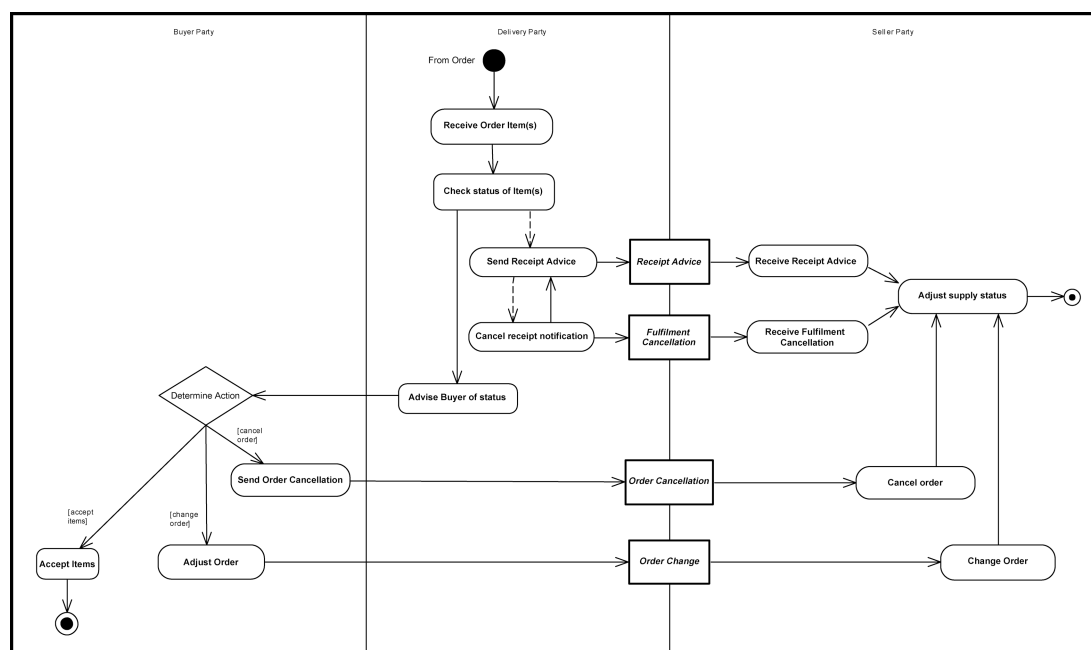 Buyer Party
Delivery Party
Seller Party
From Order
Receive Order Item(s)
Check status of Item(s)
Send Receipt Advice
Receipt Advice
Receive Receipt Advice
Adjust supply status
Cancel receipt notification
Fulfilment
Cancellation
Receive Fulfilment
Cancellation
Determine Action
Advise Buyer of status
[cancel
order]
Send Order Cancellation
Order Cancellation
Cancel order
[accept
items]
[change
order]
Accept Items
Adjust Order
Order Change
Change Order